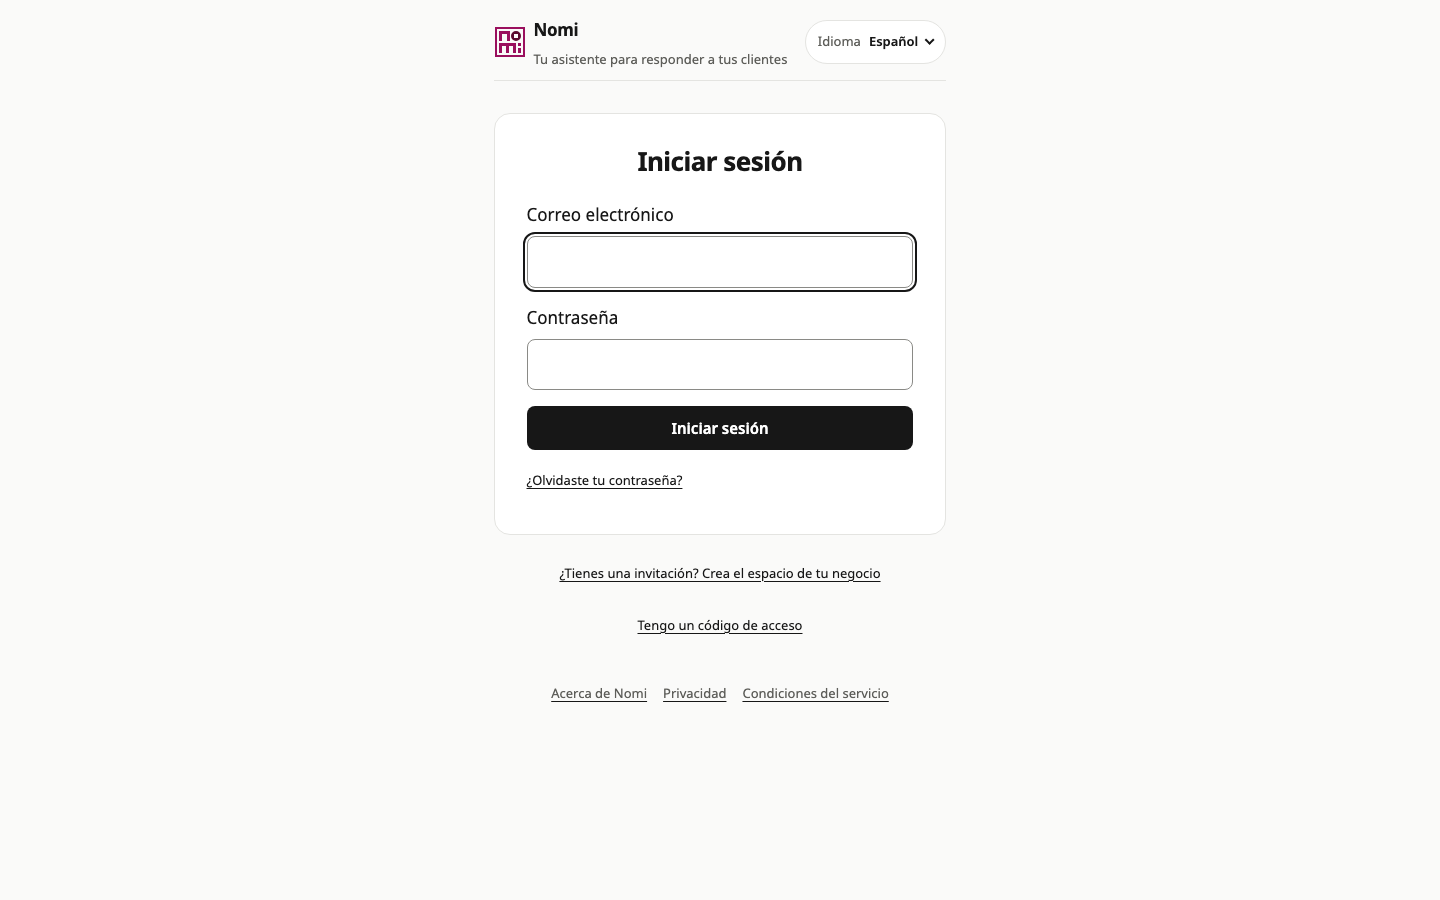 nomi
Nomi
Tu asistente para responder a tus clientes
Idioma Español
Iniciar sesión
Correo electrónico
Contraseña
Iniciar sesión
¿Olvidaste tu contraseña?
¿Tienes una invitación? Crea el espacio de tu negocio
Tengo un código de acceso
Acerca de Nomi Privacidad Condiciones del servicio